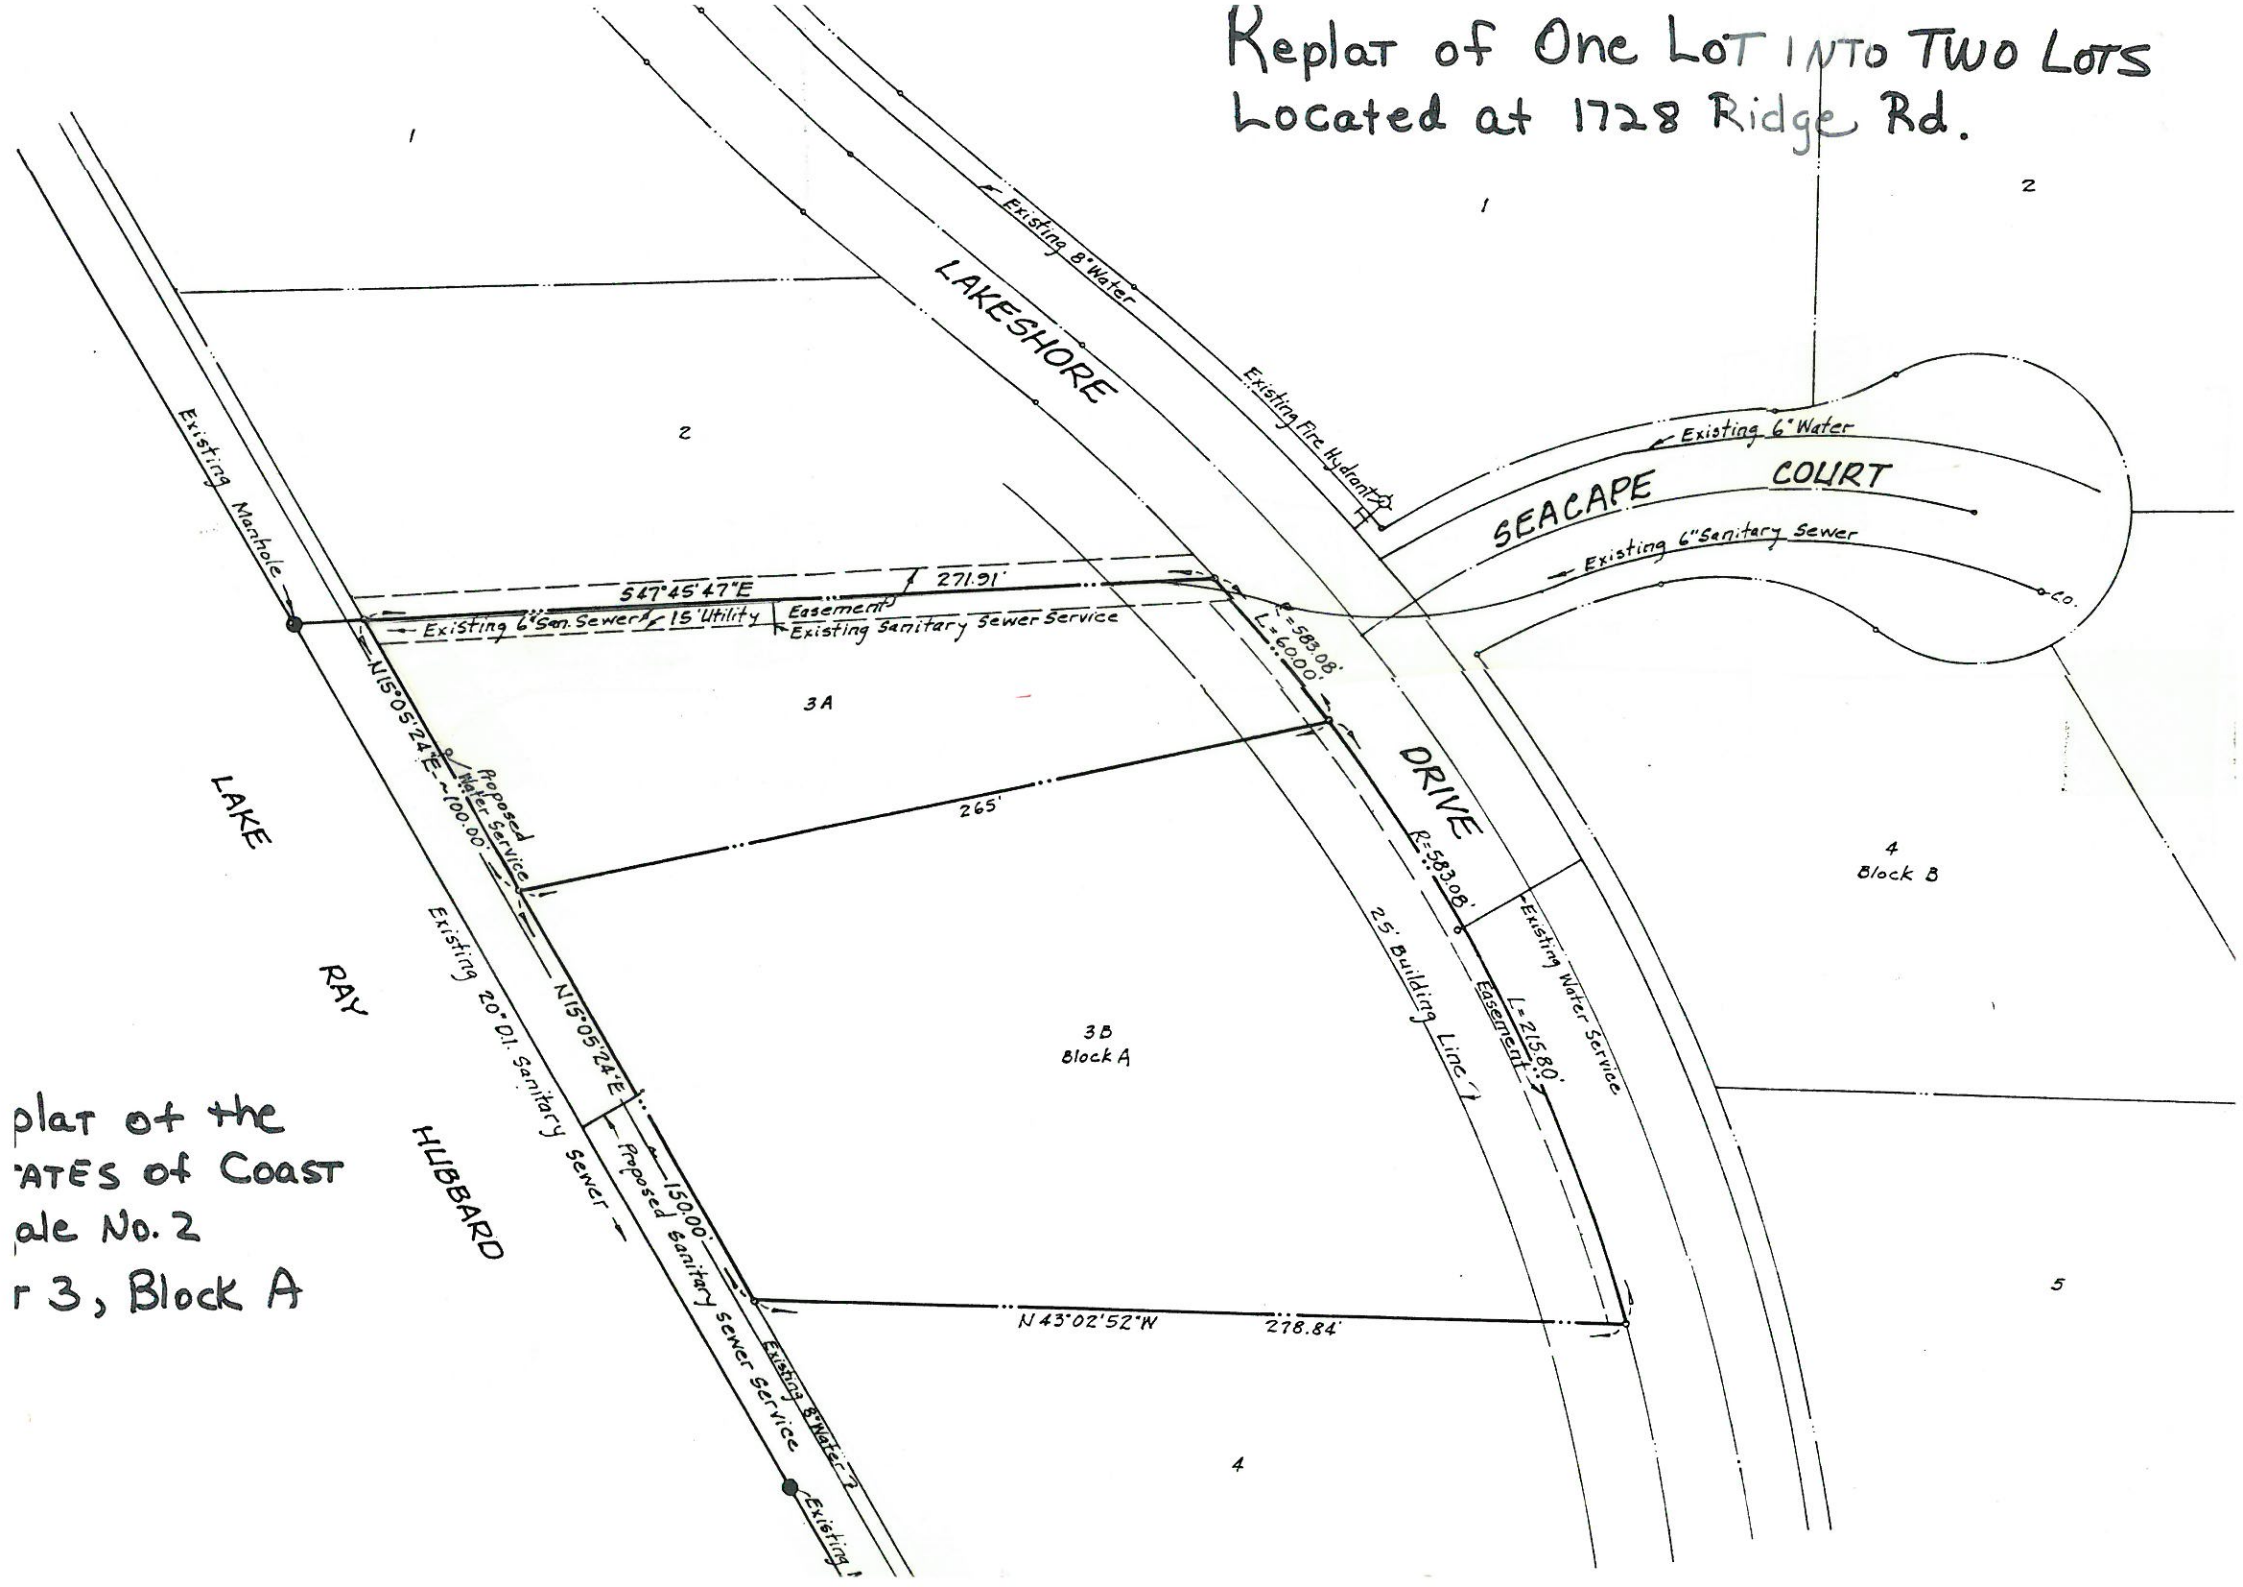 Replat of One Lot INTO Two Lots
Located at 1728 Ridge Rd.
1
1
2
Existing 8" Water
LAKESHORE
Existing Fire Hydrant
2
Existing 6" Water
SEACAPE COURT
Existing 6" Sanitary Sewer
C.O.
Existing Manhole
S 47°45'47"E 271.91'
Existing 6" San. Sewer 15' Utility Easement
Existing Sanitary Sewer Service
583.08'
L=60.00'
N15°05'24"E ~100.00'
3A
Proposed
Water Service
265'
DRIVE
R=583.08'
LAKE
RAY
HUBBARD
4
Block B
Existing 20" D.I. Sanitary Sewer
N15°05'24"E ~150.00'
25' Building Line
Easement
L=215.80'
Existing Water Service
3B
Block A
Proposed Sanitary Sewer Service
plat of the
ATES of Coast
ale No. 2
3, Block A
N 43°02'52"W 278.84'
5
Existing 8" Water
4
Existing